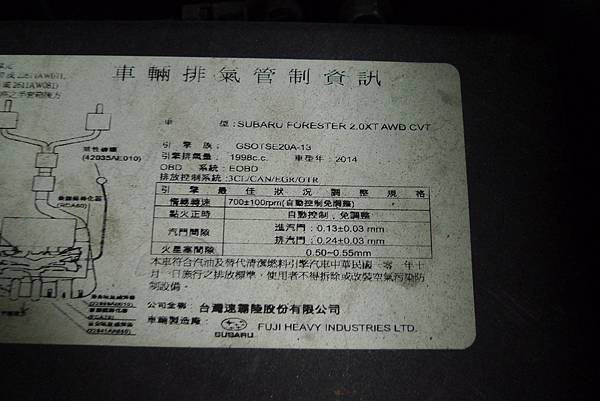 車輛排氣管制資訊
車 型:SUBARU FORESTER 2.0XT AWD CVT
引擎族: GSOTSE20A-13
引擎排氣量: 1998c.c. 車型年: 2014
OBD 系統: EOBD
排放控制系統:3CL/CAN/EGR/OTR
引擎最佳狀況調整規格
惰轉轉速 700±100rpm(自動控制免調整)
點火正時 自動控制,免調整
汽門間隙 進汽門: 0.13±0.03 mm
排汽門: 0.24±0.03 mm
火星塞間隙 0.50~0.55mm
本車符合汽油及替代清潔燃料引擎汽車中華民國一零一年十
月一日施行之排放標準,使用者不得拆除或改裝空氣污染防
制設備。
公司全銜: 台灣速霸陸股份有限公司
車輛製造廠: SUBARU FUJI HEAVY INDUSTRIES LTD.
(42035AE010)